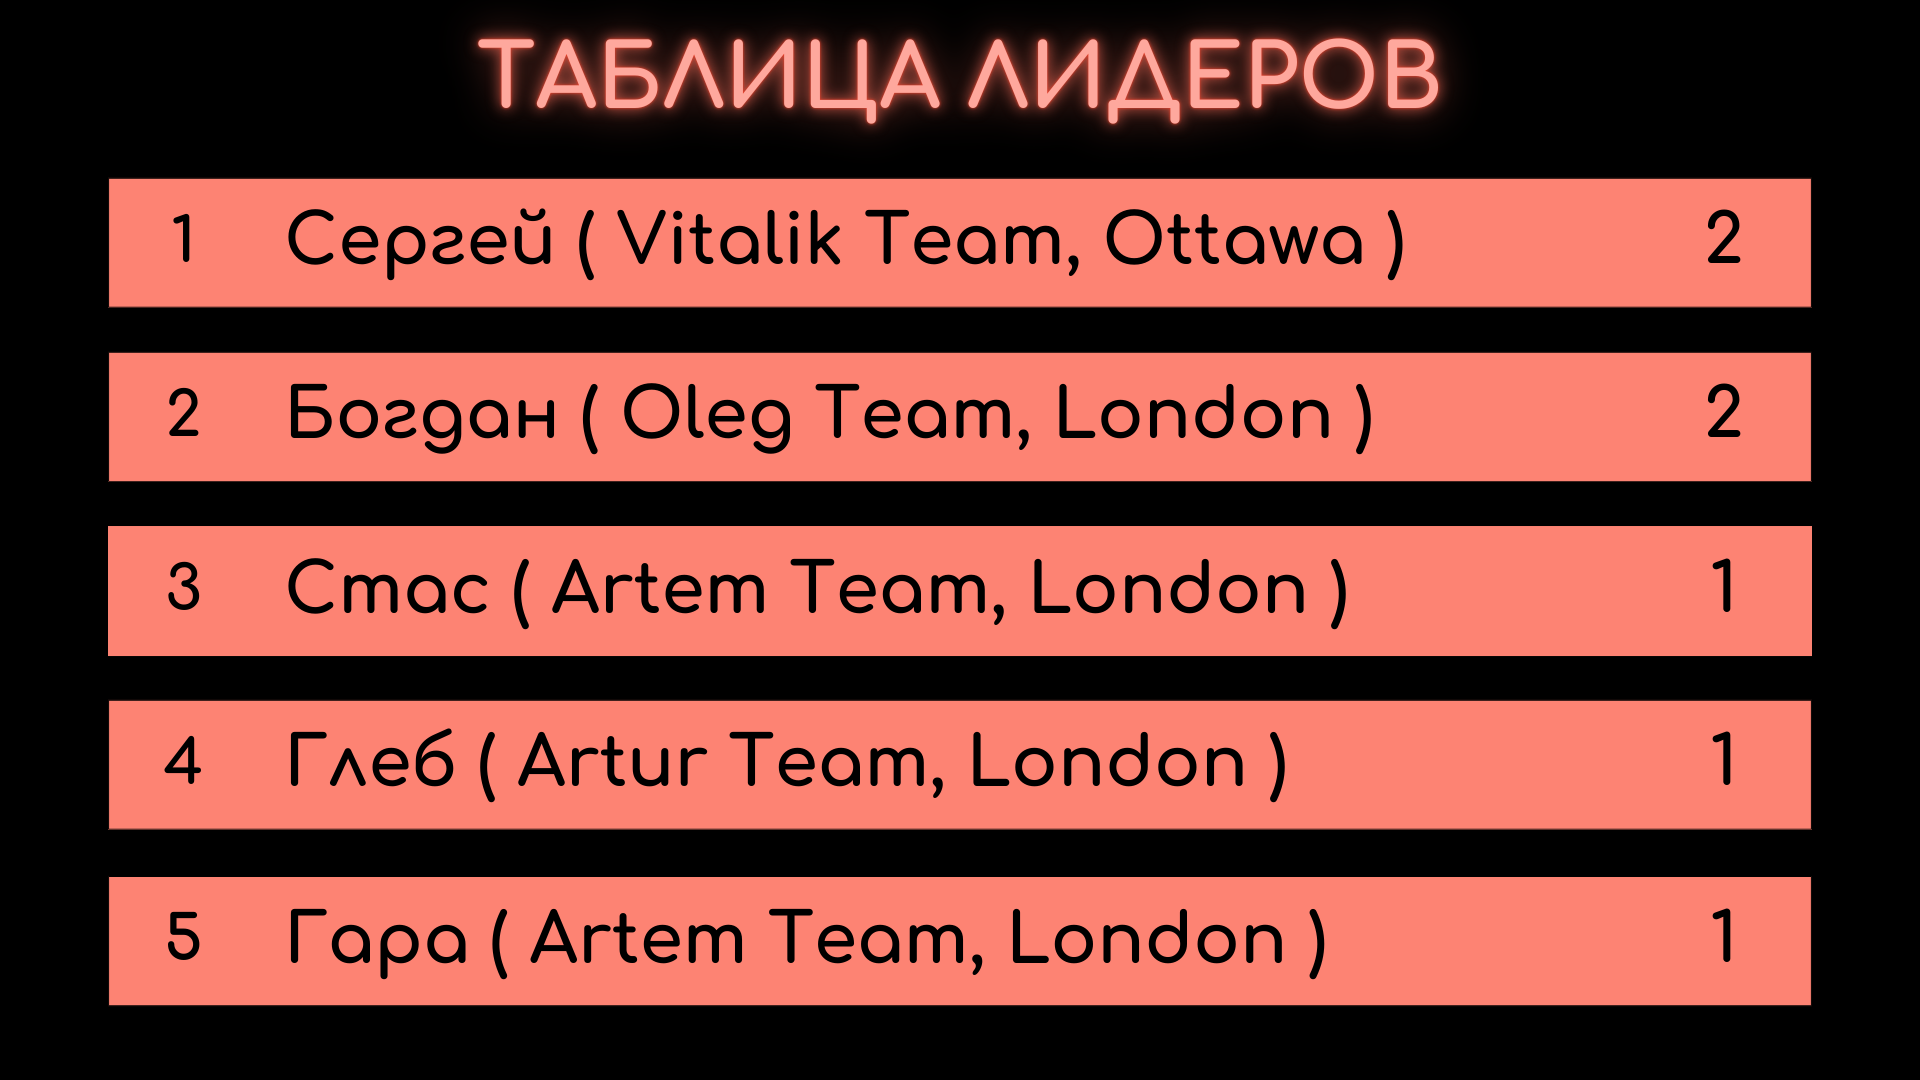 ТАБЛИЦА ЛИДЕРОВ
1 Сергей ( Vitalik Team, Ottawa ) 2
2 Богдан ( Oleg Team, London ) 2
3 Стас ( Artem Team, London ) 1
4 Глеб ( Artur Team, London ) 1
5 Гара ( Artem Team, London ) 1